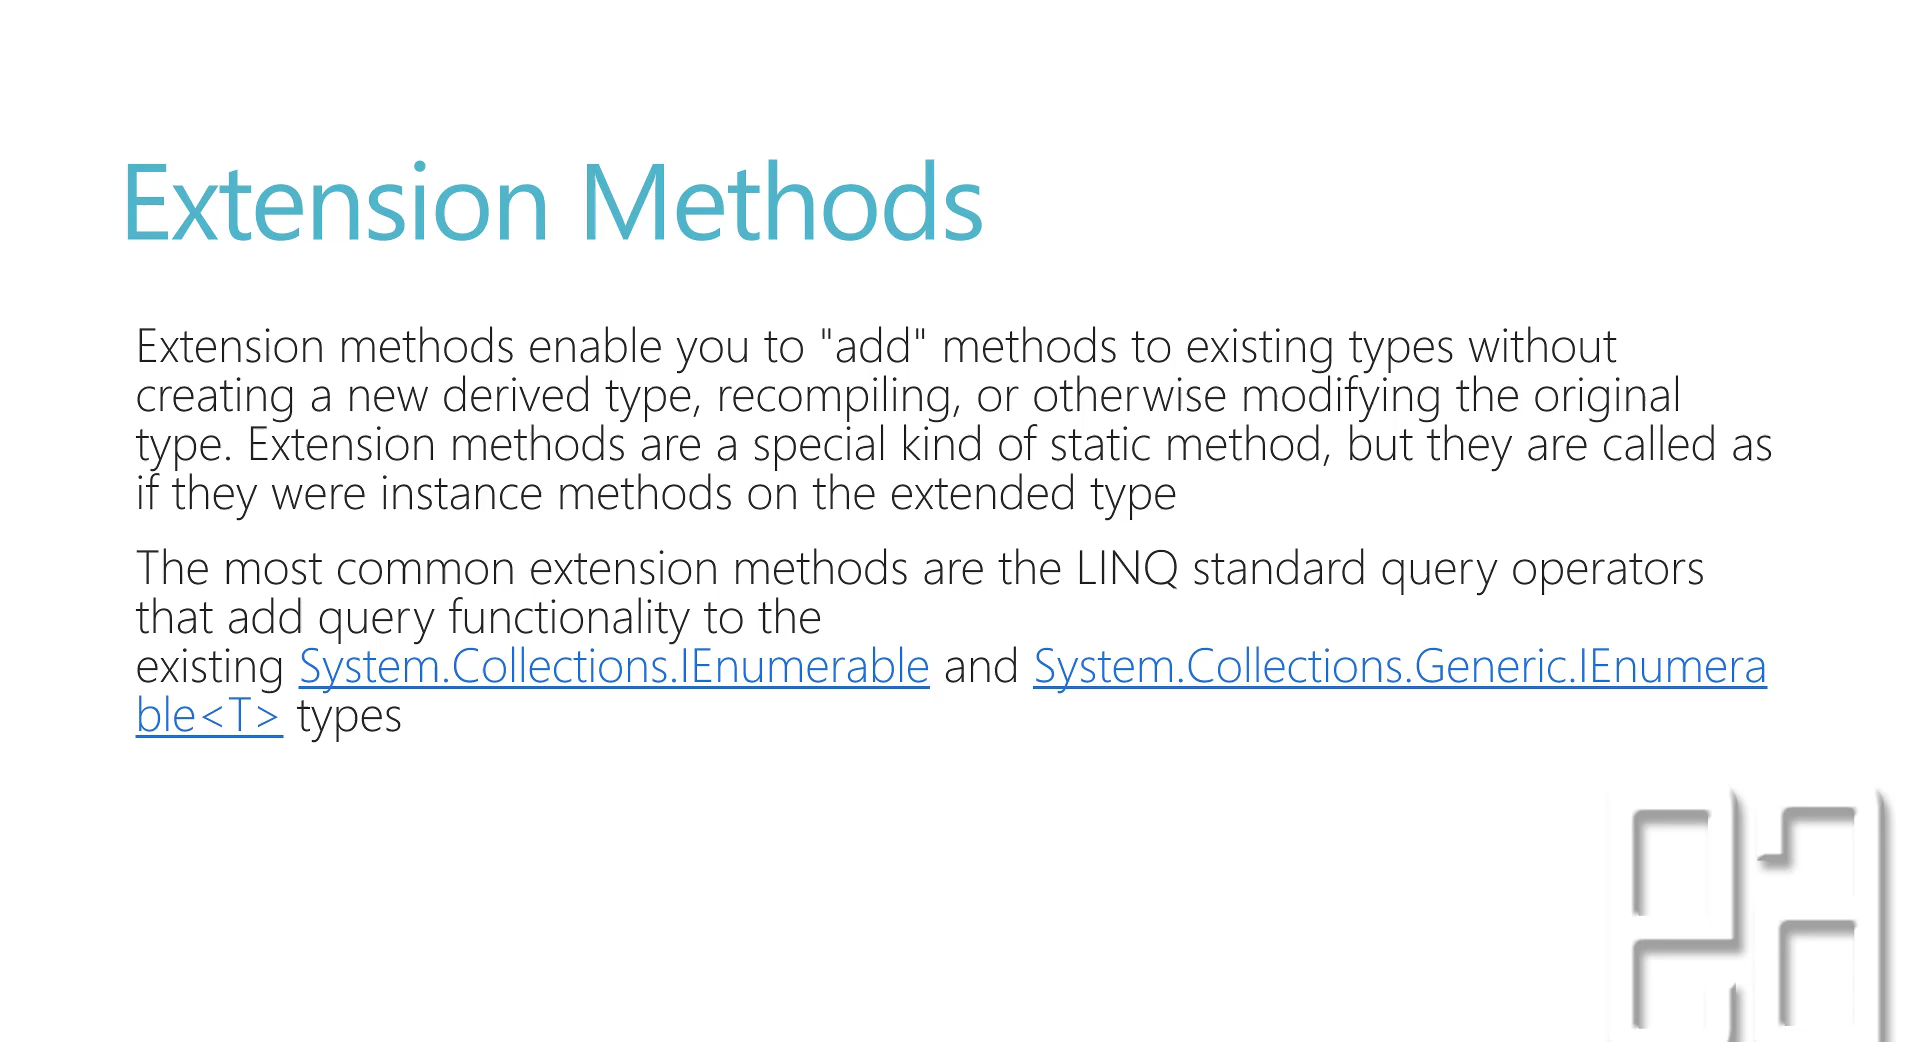 Extension Methods
Extension methods enable you to "add" methods to existing types without
creating a new derived type, recompiling, or otherwise modifying the original
type. Extension methods are a special kind of static method, but they are called as
if they were instance methods on the extended type
The most common extension methods are the LINQ standard query operators
that add query functionality to the
existing System.Collections.IEnumerable and System.Collections.Generic.IEnumera
ble<T> types